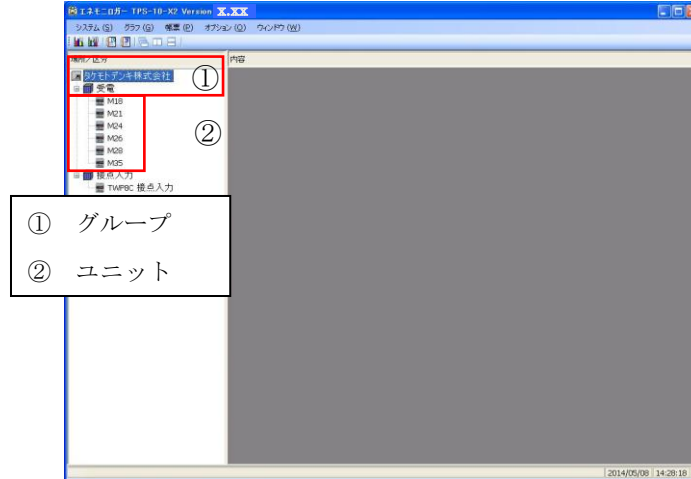 エネモニロガー TPS-10-X2 Version X.XX
システム(S) グラフ(G) 帳票(P) オプション(O) ウィンドウ(W)
場所/区分 内容
タケモトデンキ株式会社 ①
受電
M18
M21
M24 ②
M26
M28
M35
接点入力
TWP8C 接点入力
① グループ
② ユニット
2014/05/08 14:28:18